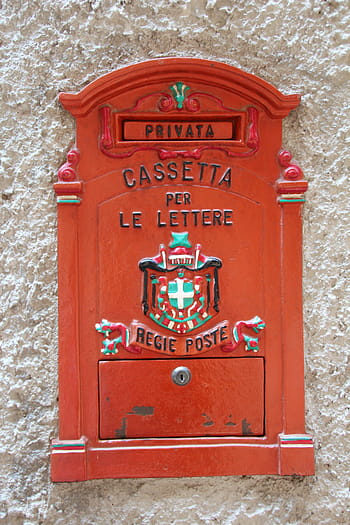 PRIVATA
CASSETTA
PER
LE LETTERE
REGIE POSTE